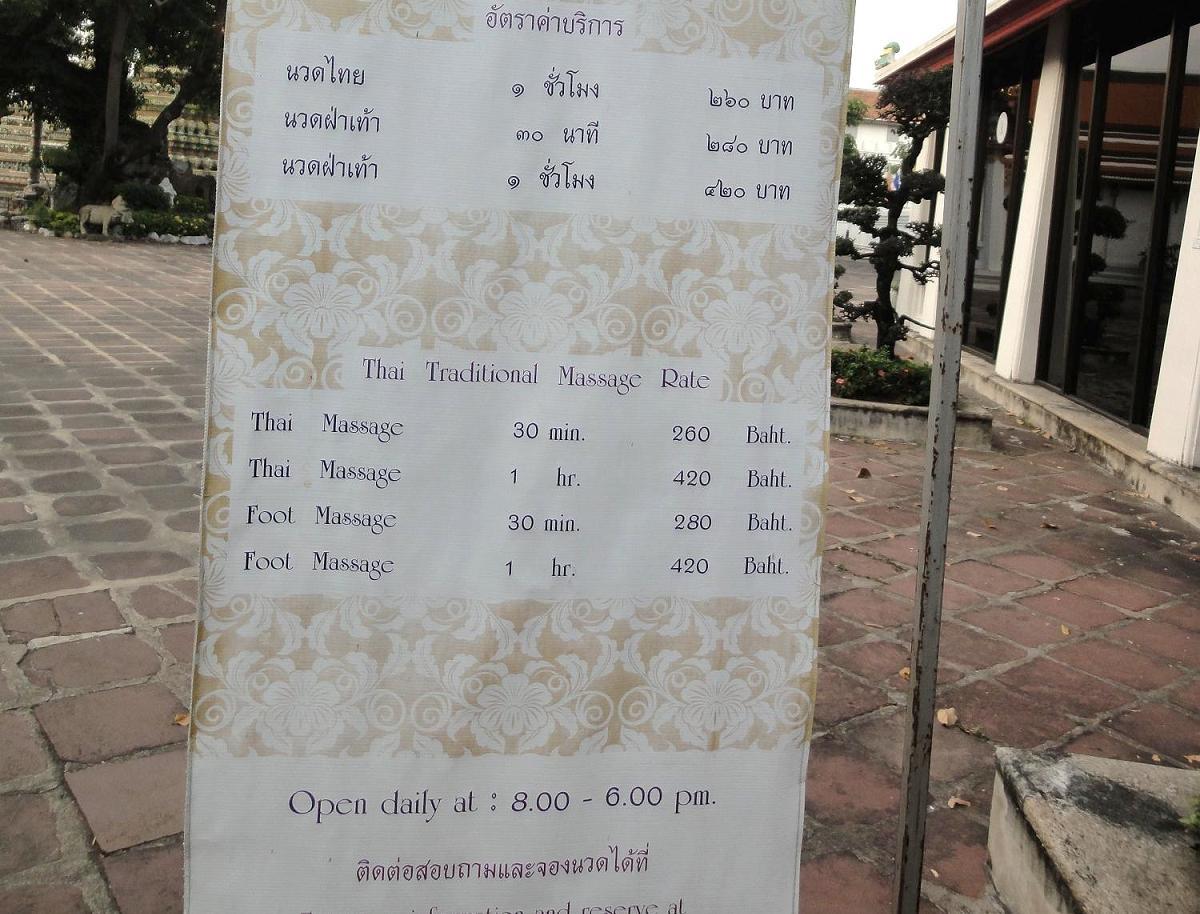 อัตราค่าบริการ
นวดไทย ๑ ชั่วโมง ๒๖๐ บาท
นวดฝ่าเท้า ๓๐ นาที ๒๘๐ บาท
นวดฝ่าเท้า ๑ ชั่วโมง ๔๒๐ บาท
Thai Traditional Massage Rate
Thai Massage 30 min. 260 Baht.
Thai Massage 1 hr. 420 Baht.
Foot Massage 30 min. 280 Baht.
Foot Massage 1 hr. 420 Baht.
Open daily at : 8.00 - 6.00 pm.
ติดต่อสอบถามและจองนวดได้ที่
information and reserve at